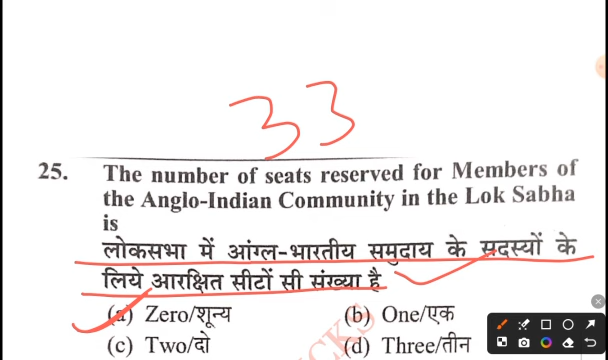 33
25. The number of seats reserved for Members of
the Anglo-Indian Community in the Lok Sabha
is
लोकसभा में आंग्ल-भारतीय समुदाय के सदस्यों के
लिये आरक्षित सीटों सी संख्या है
(a) Zero/शून्य (b) One/एक
(c) Two/दो (d) Three/तीन